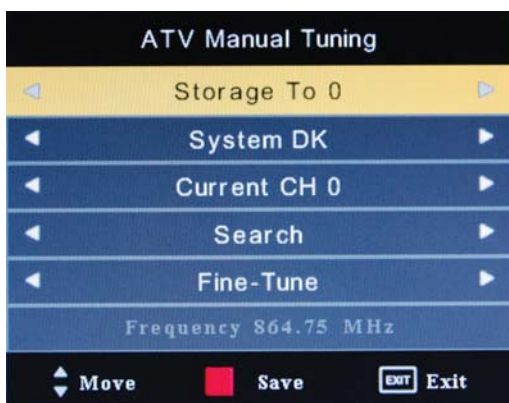 ATV Manual Tuning
Storage To 0
System DK
Current CH 0
Search
Fine-Tune
Frequency 864.75 MHz
Move Save EXIT Exit